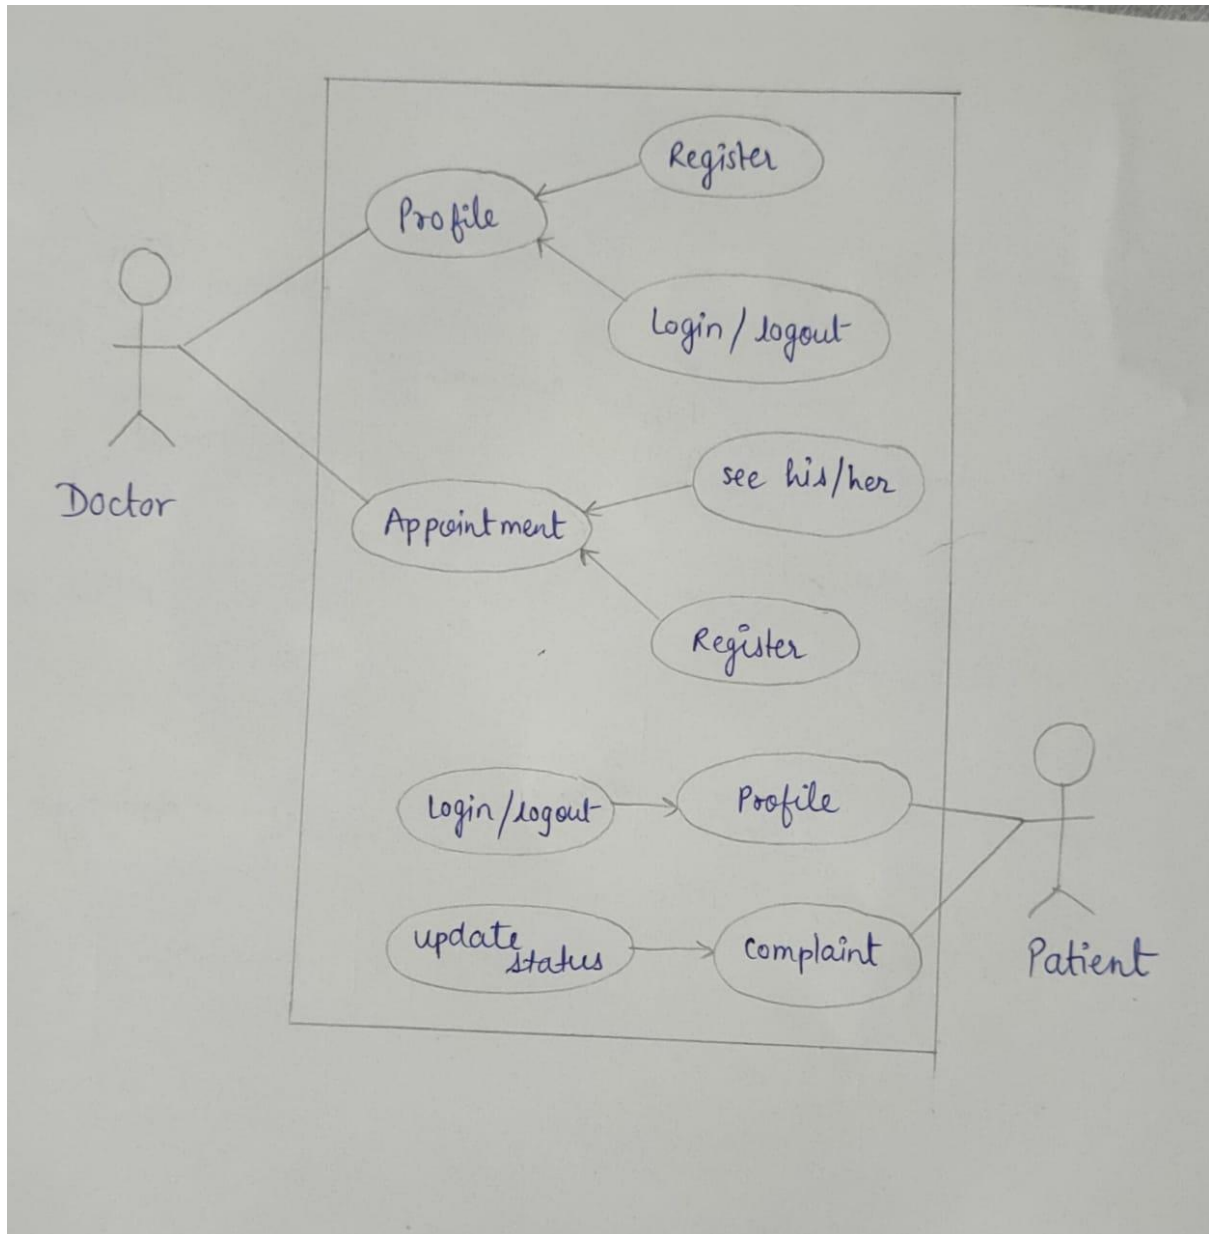 Register
Profile
Login / logout
see his/her
Doctor
Appointment
Register
Login/logout
Profile
update
status
Complaint
Patient